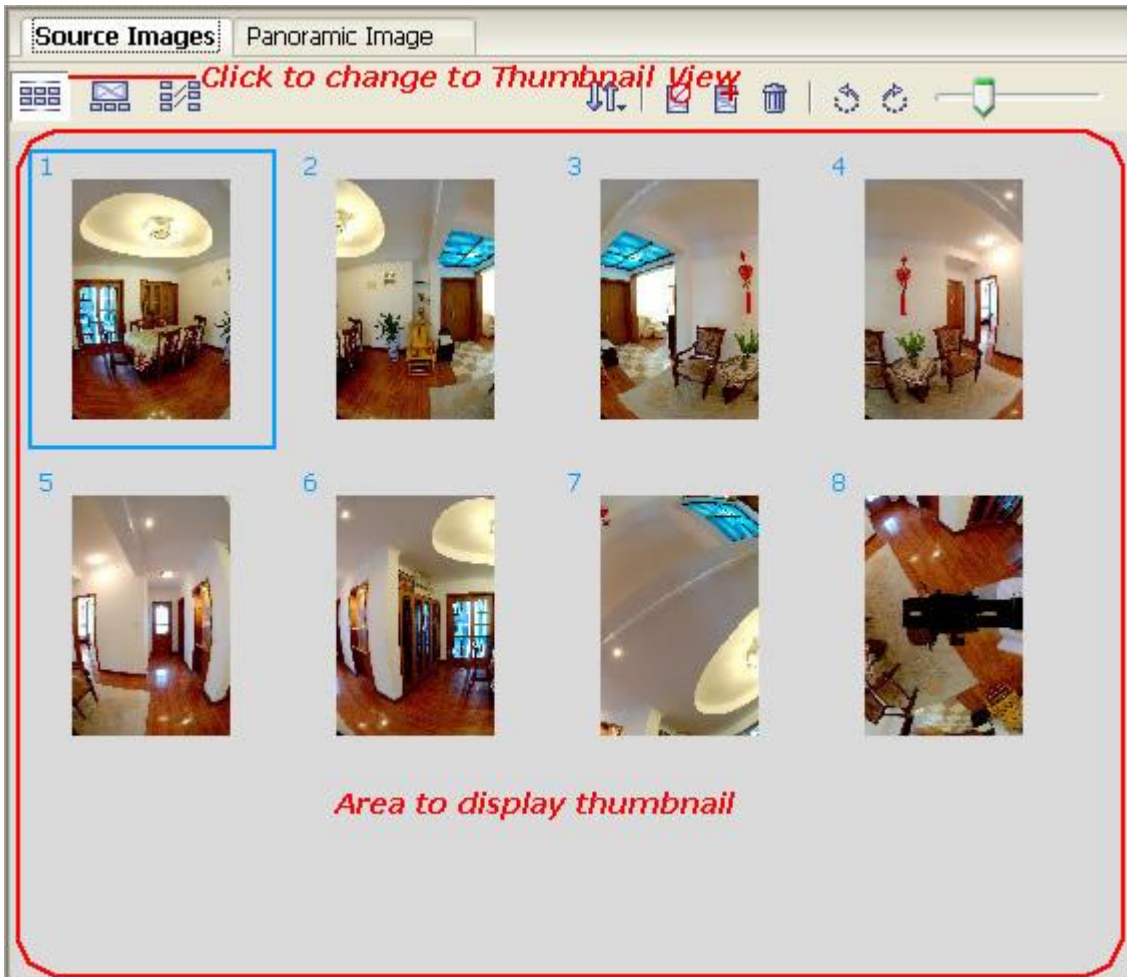 Source Images Panoramic Image
Click to change to Thumbnail View
1 2 3 4
5 6 7 8
Area to display thumbnail